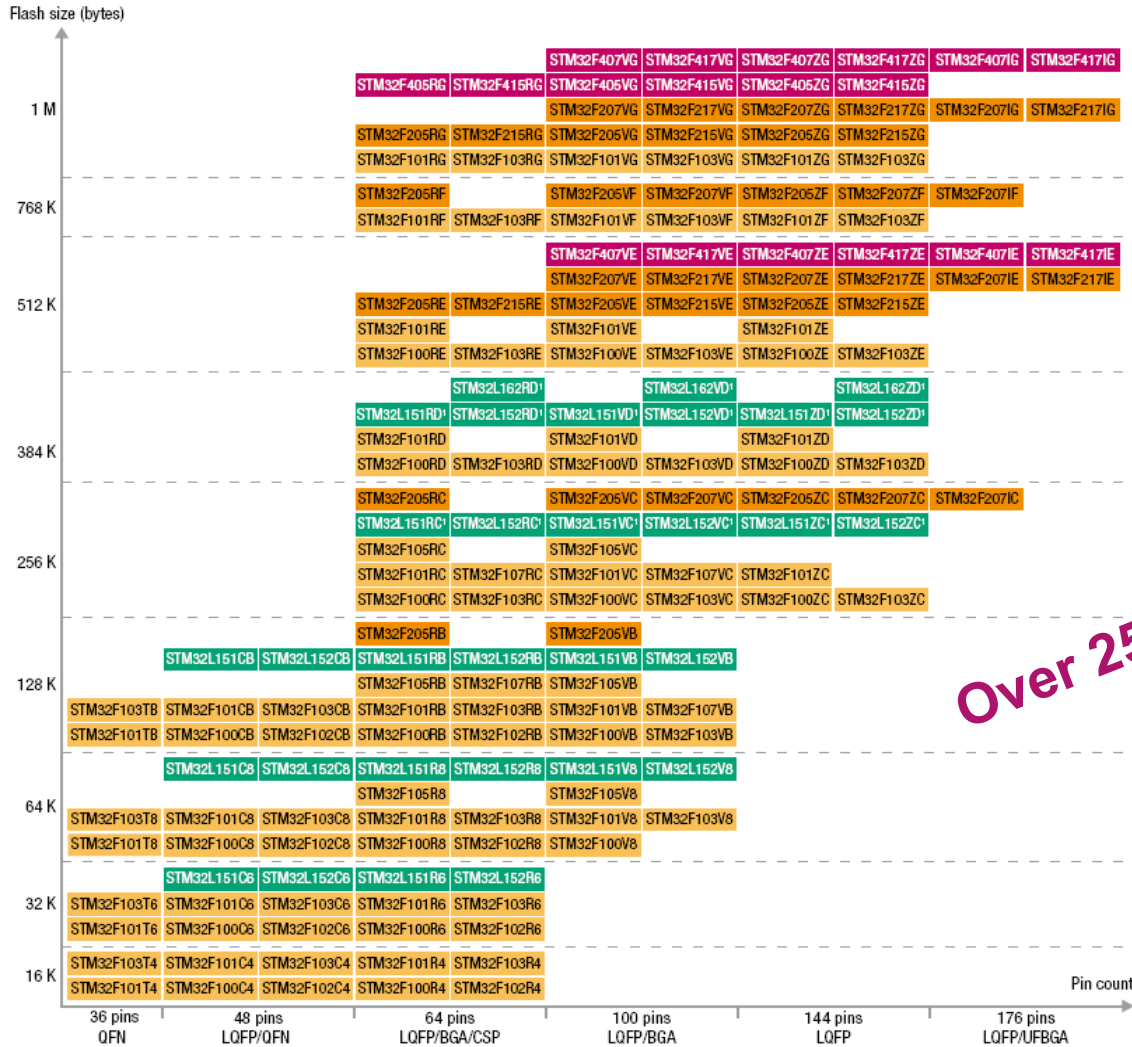 Flash size (bytes)
STM32F407VG STM32F417VG STM32F407ZG STM32F417ZG STM32F407IG STM32F417IG
STM32F405RG STM32F415RG STM32F405VG STM32F415VG STM32F405ZG STM32F415ZG
1 M
STM32F207VG STM32F217VG STM32F207ZG STM32F217ZG STM32F207IG STM32F217IG
STM32F205RG STM32F215RG STM32F205VG STM32F215VG STM32F205ZG STM32F215ZG
STM32F101RG STM32F103RG STM32F101VG STM32F103VG STM32F101ZG STM32F103ZG
STM32F205RF STM32F205VF STM32F207VF STM32F205ZF STM32F207ZF STM32F207IF
768 K
STM32F101RF STM32F103RF STM32F101VF STM32F103VF STM32F101ZF STM32F103ZF
STM32F407VE STM32F417VE STM32F407ZE STM32F417ZE STM32F407IE STM32F417IE
STM32F207VE STM32F217VE STM32F207ZE STM32F217ZE STM32F207IE STM32F217IE
512 K STM32F205RE STM32F215RE STM32F205VE STM32F215VE STM32F205ZE STM32F215ZE
STM32F101RE STM32F101VE STM32F101ZE
STM32F100RE STM32F103RE STM32F100VE STM32F103VE STM32F100ZE STM32F103ZE
STM32L162RD¹ STM32L162VD¹ STM32L162ZD¹
STM32L151RD¹ STM32L152RD¹ STM32L151VD¹ STM32L152VD¹ STM32L151ZD¹ STM32L152ZD¹
STM32F101RD STM32F101VD STM32F101ZD
384 K
STM32F100RD STM32F103RD STM32F100VD STM32F103VD STM32F100ZD STM32F103ZD
STM32F205RC STM32F205VC STM32F207VC STM32F205ZC STM32F207ZC STM32F207IC
STM32L151RC¹ STM32L152RC¹ STM32L151VC¹ STM32L152VC¹ STM32L151ZC¹ STM32L152ZC¹
STM32F105RC STM32F105VC
256 K
STM32F101RC STM32F107RC STM32F101VC STM32F107VC STM32F101ZC
STM32F100RC STM32F103RC STM32F100VC STM32F103VC STM32F100ZC STM32F103ZC
STM32F205RB STM32F205VB
STM32L151CB STM32L152CB STM32L151RB STM32L152RB STM32L151VB STM32L152VB
128 K STM32F105RB STM32F107RB STM32F105VB
STM32F103TB STM32F101CB STM32F103CB STM32F101RB STM32F103RB STM32F101VB STM32F107VB
STM32F101TB STM32F100CB STM32F102CB STM32F100RB STM32F102RB STM32F100VB STM32F103VB
Over 25
STM32L151C8 STM32L152C8 STM32L151R8 STM32L152R8 STM32L151V8 STM32L152V8
STM32F105R8 STM32F105V8
64 K
STM32F103T8 STM32F101C8 STM32F103C8 STM32F101R8 STM32F103R8 STM32F101V8 STM32F103V8
STM32F101T8 STM32F100C8 STM32F102C8 STM32F100R8 STM32F102R8 STM32F100V8
STM32L151C6 STM32L152C6 STM32L151R6 STM32L152R6
32 K STM32F103T6 STM32F101C6 STM32F103C6 STM32F101R6 STM32F103R6
STM32F101T6 STM32F100C6 STM32F102C6 STM32F100R6 STM32F102R6
STM32F103T4 STM32F101C4 STM32F103C4 STM32F101R4 STM32F103R4
16 K
STM32F101T4 STM32F100C4 STM32F102C4 STM32F100R4 STM32F102R4
Pin count
36 pins 48 pins 64 pins 100 pins 144 pins 176 pins
QFN LQFP/QFN LQFP/BGA/CSP LQFP/BGA LQFP LQFP/UFBGA